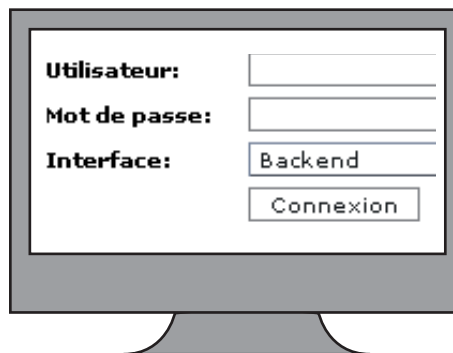 Utilisateur:
Mot de passe:
Interface: Backend
Connexion